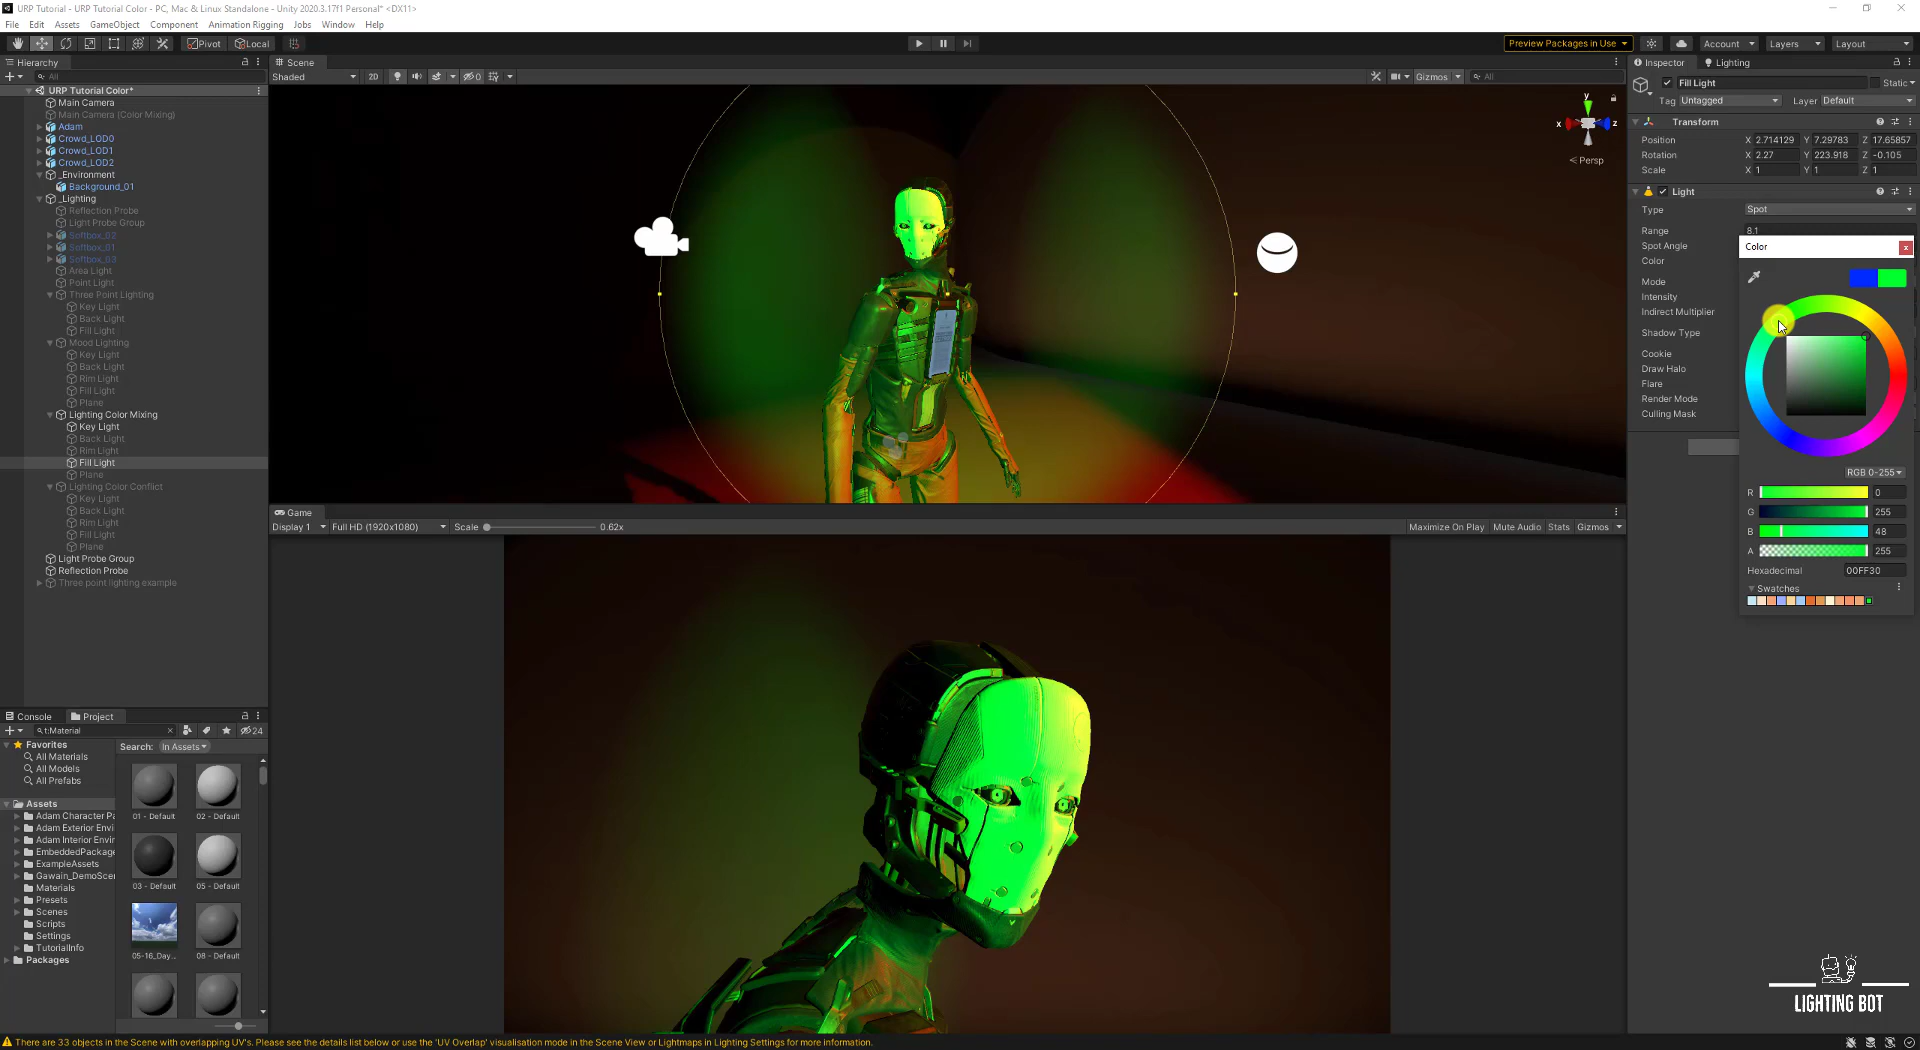 URP Tutorial - URP Tutorial Color - PC, Mac & Linux Standalone - Unity 2020.3.17f1 Personal* <DX11>
File Edit Assets GameObject Component Animation Rigging Jobs Window Help
Pivot Local Preview Packages in Use Account Layers Layout
Hierarchy
All
URP Tutorial Color*
Main Camera
Main Camera (Color Mixing)
Adam
Crowd_LOD0
Crowd_LOD1
Crowd_LOD2
_Environment
Background_01
_Lighting
Reflection Probe
Light Probe Group
Softbox_02
Softbox_01
Softbox_03
Area Light
Point Light
Three Point Lighting
Key Light
Back Light
Fill Light
Mood Lighting
Key Light
Back Light
Rim Light
Fill Light
Plane
Lighting Color Mixing
Key Light
Back Light
Rim Light
Fill Light
Plane
Lighting Color Conflict
Key Light
Back Light
Rim Light
Fill Light
Plane
Light Probe Group
Reflection Probe
Three point lighting example
Scene
Shaded 2D 0 Gizmos All
y
x z
Persp
Game
Display 1 Full HD (1920x1080) Scale 0.62x Maximize On Play Mute Audio Stats Gizmos
Inspector Lighting
Fill Light Static
Tag Untagged Layer Default
Transform
Position X 2.714129 Y 7.29783 Z 17.65857
Rotation X 2.27 Y 223.918 Z -0.105
Scale X 1 Y 1 Z 1
Light
Type Spot
Range 8.1
Spot Angle
Color
Mode
Intensity
Indirect Multiplier
Shadow Type
Cookie
Draw Halo
Flare
Render Mode
Culling Mask
Color
x
RGB 0-255
R 0
G 255
B 48
A 255
Hexadecimal 00FF30
Swatches
Console Project
t:Material 24
Favorites
All Materials
All Models
All Prefabs
Assets
Adam Character Pa
Adam Exterior Envi
Adam Interior Envir
EmbeddedPackage
ExampleAssets
Gawain_DemoScer
Materials
Presets
Scenes
Scripts
Settings
TutorialInfo
Packages
Search: In Assets
01 - Default 02 - Default
03 - Default 05 - Default
05-16_Day... 08 - Default
LIGHTING BOT
There are 33 objects in the Scene with overlapping UV's. Please see the details list below or use the 'UV Overlap' visualisation mode in the Scene View or Lightmaps in Lighting Settings for more information.